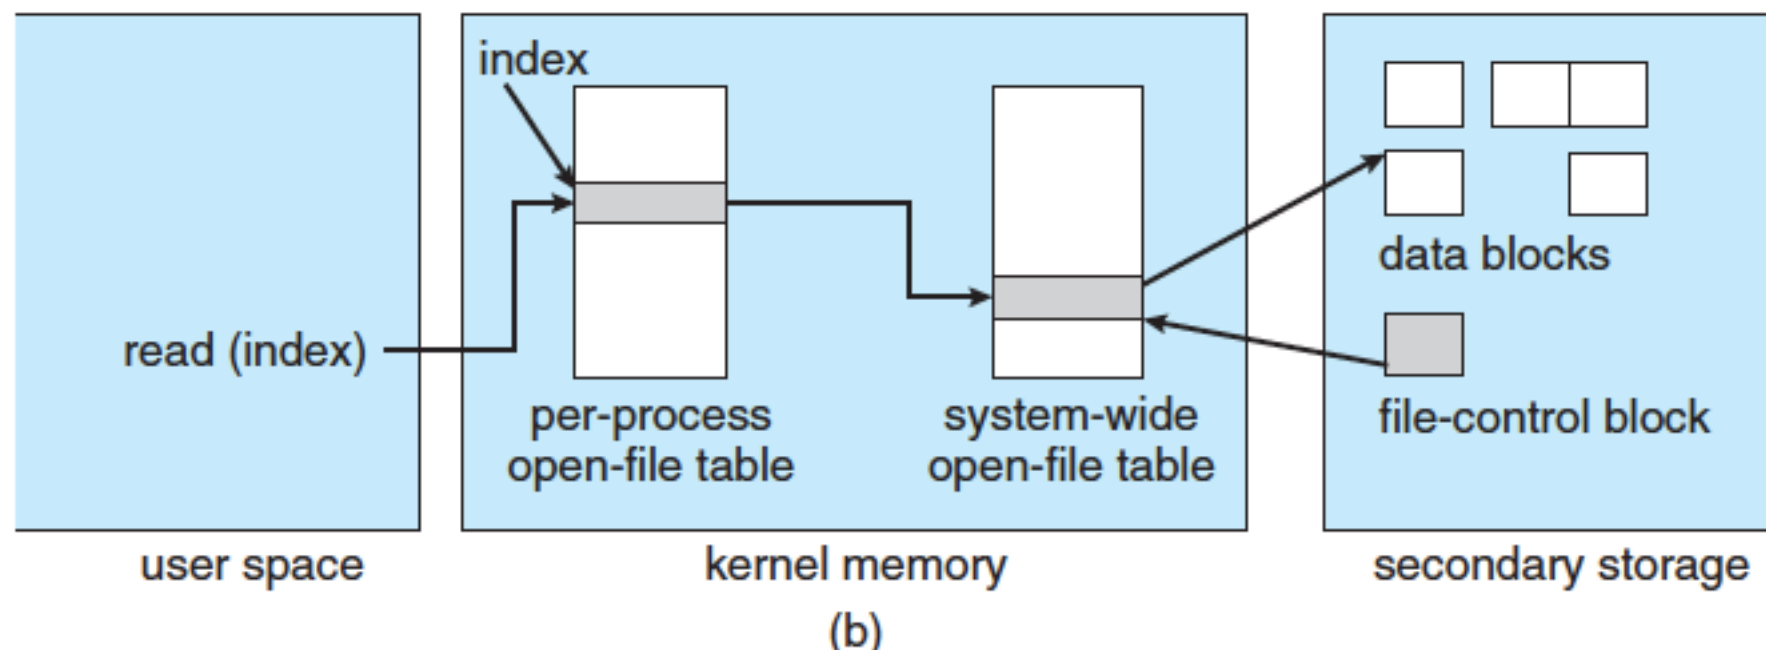 index
read (index)
per-process
open-file table
system-wide
open-file table
data blocks
file-control block
user space
kernel memory
secondary storage
(b)